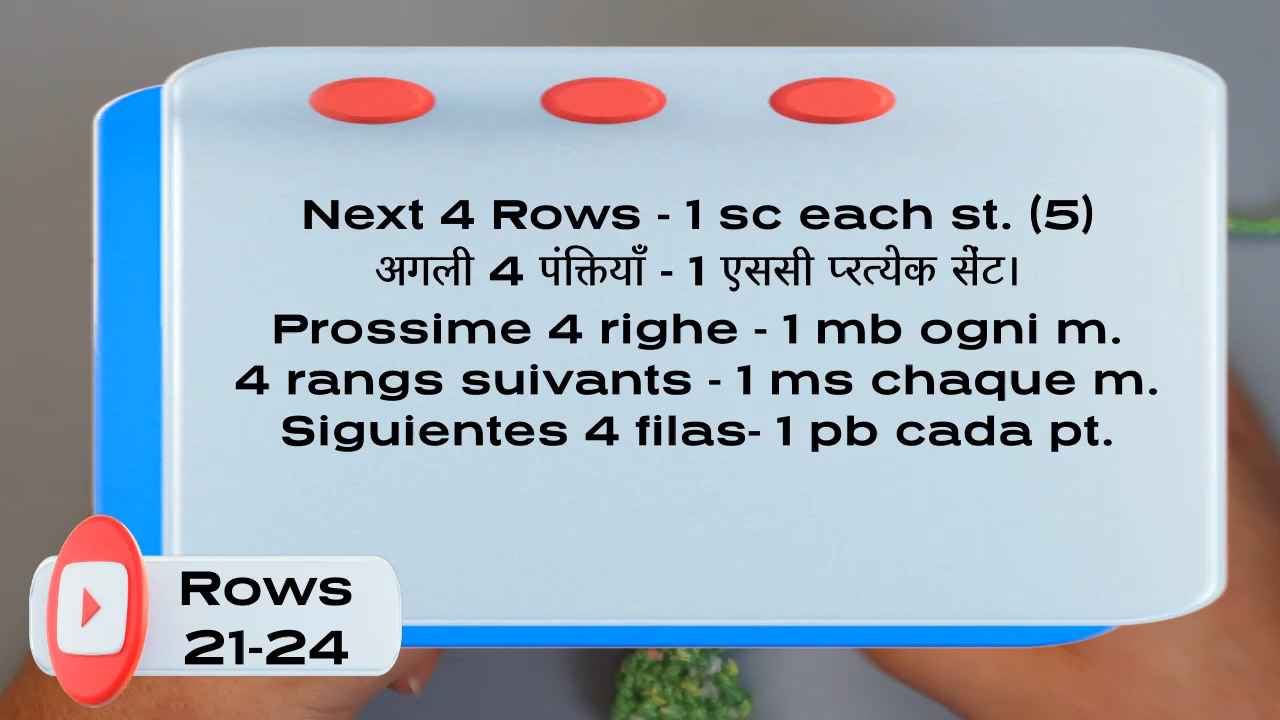 Next 4 Rows - 1 sc each st. (5)
अगली 4 पंक्तियाँ - 1 एससी प्रत्येक सेंट।
Prossime 4 righe - 1 mb ogni m.
4 rangs suivants - 1 ms chaque m.
Siguientes 4 filas- 1 pb cada pt.
Rows
21-24